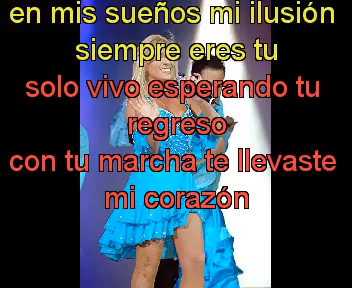 en mis sueños mi ilusión
siempre eres tu
solo vivo esperando tu
regreso
con tu marcha te llevaste
mi corazón